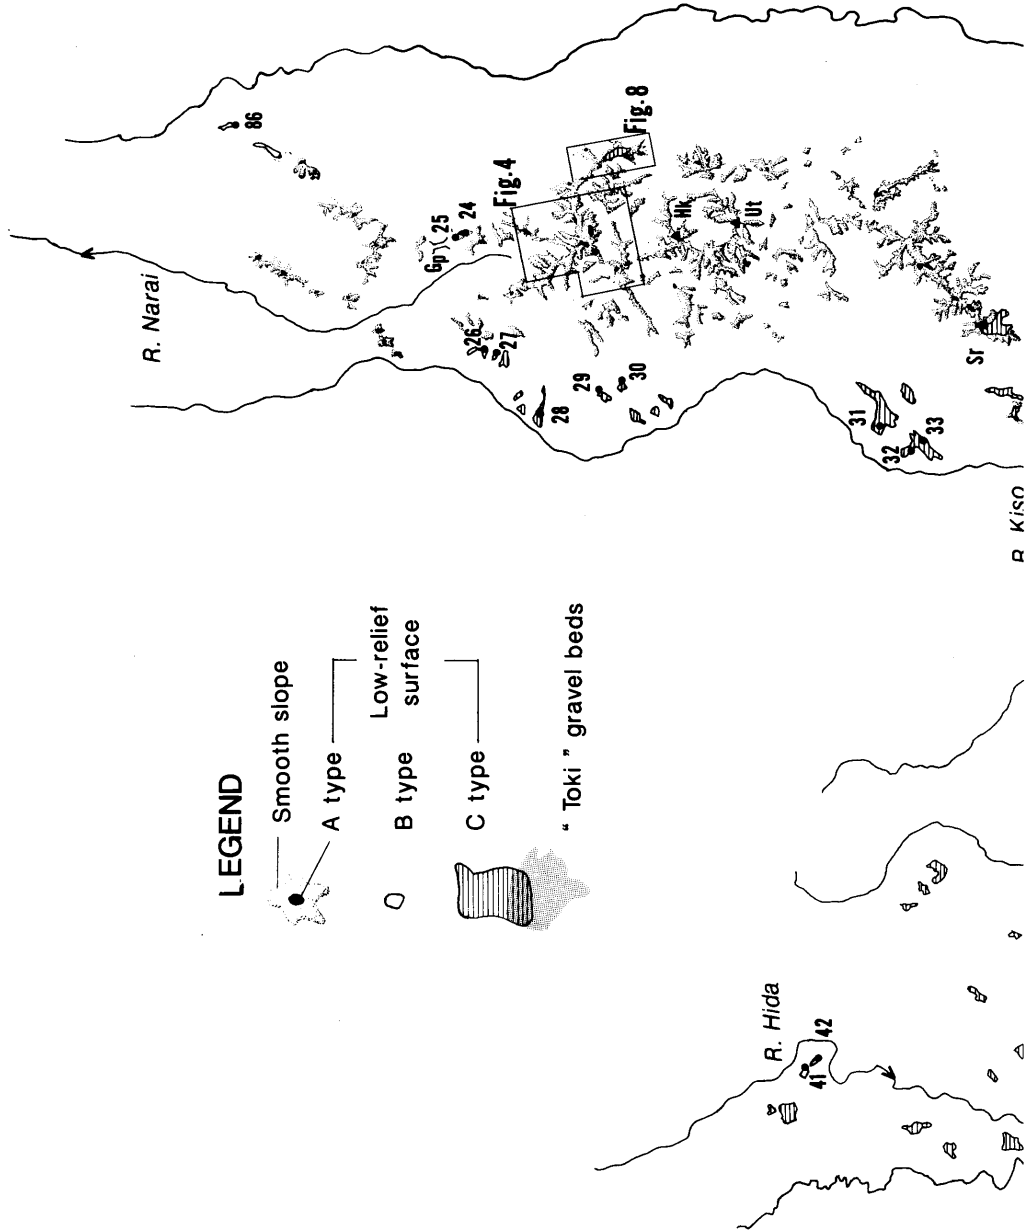 LEGEND
Smooth slope
A type
Low-relief
surface
B type
C type
" Toki " gravel beds
R. Narai
86
Gp
25
24
Fig. 4
Fig. 8
26
27
28
29
30
Hk
Ut
31
32
33
Sr
R. Kiso
R. Hida
41
42